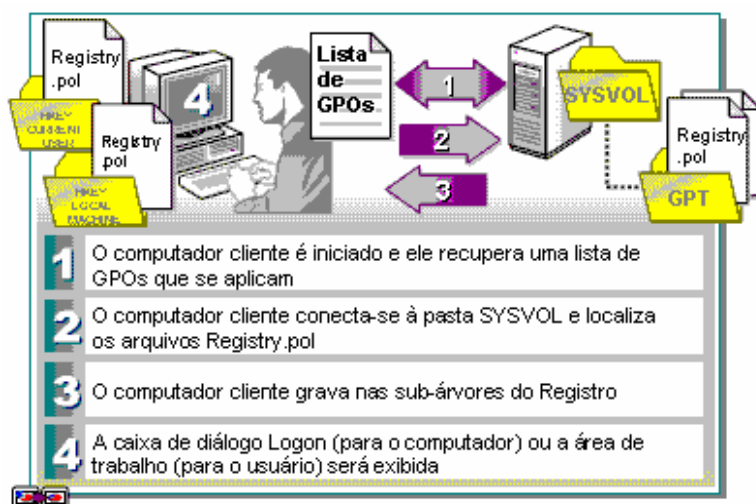 Registry
.pol
HKEY
CURRENT
USER
Registry
.pol
HKEY
LOCAL
MACHINE
4
Lista
de
GPOs
1
2
3
SYSVOL
Registry
.pol
GPT
1 O computador cliente é iniciado e ele recupera uma lista de
GPOs que se aplicam
2 O computador cliente conecta-se à pasta SYSVOL e localiza
os arquivos Registry.pol
3 O computador cliente grava nas sub-árvores do Registro
4 A caixa de diálogo Logon (para o computador) ou a área de
trabalho (para o usuário) será exibida